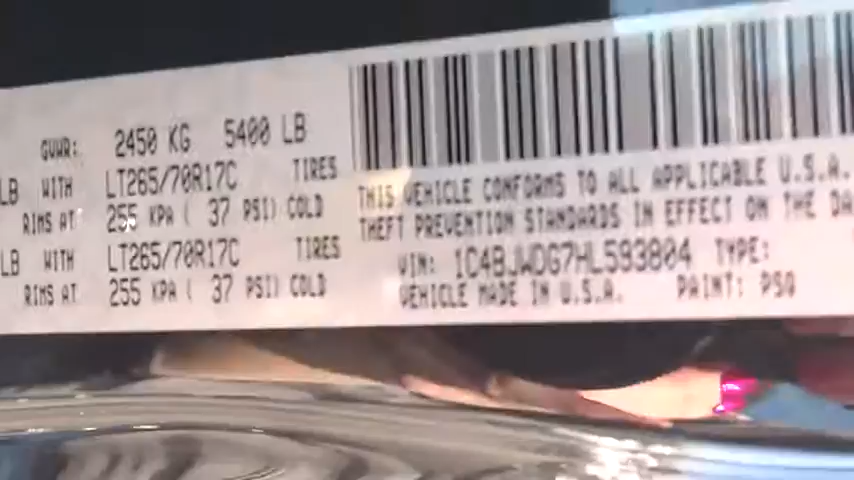 GVWR: 2450 KG 5400 LB
LB WITH LT265/70R17C TIRES
RIMS AT 255 KPA ( 37 PSI) COLD
LB WITH LT265/70R17C TIRES
RIMS AT 255 KPA ( 37 PSI) COLD
THIS VEHICLE CONFORMS TO ALL APPLICABLE U.S.A.
THEFT PREVENTION STANDARDS IN EFFECT ON THE DA
VIN: 1C4BJWDG7HL593804 TYPE:
VEHICLE MADE IN U.S.A. PAINT: PSQ